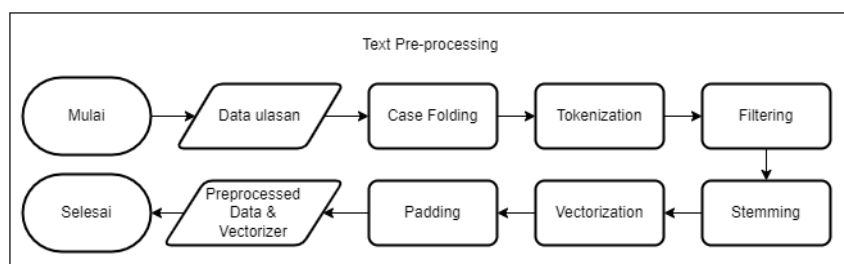 Text Pre-processing
Mulai
Data ulasan
Case Folding
Tokenization
Filtering
Stemming
Vectorization
Padding
Preprocessed
Data &
Vectorizer
Selesai